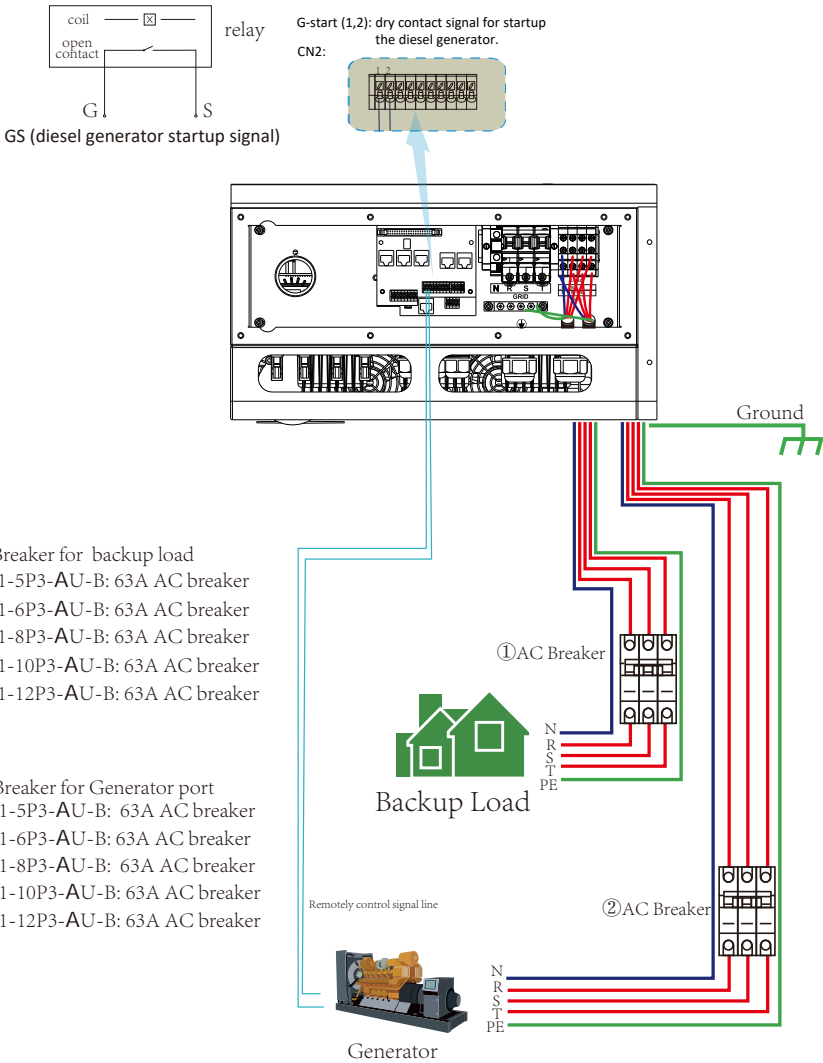 coil
X
open
contact
relay
G
S
GS (diesel generator startup signal)
G-start (1,2): dry contact signal for startup
the diesel generator.
CN2:
1 2
N R S T
GRID
Ground
Breaker for backup load
1-5P3-AU-B: 63A AC breaker
1-6P3-AU-B: 63A AC breaker
1-8P3-AU-B: 63A AC breaker
1-10P3-AU-B: 63A AC breaker
1-12P3-AU-B: 63A AC breaker
①AC Breaker
N
R
S
T
PE
Backup Load
Breaker for Generator port
1-5P3-AU-B: 63A AC breaker
1-6P3-AU-B: 63A AC breaker
1-8P3-AU-B: 63A AC breaker
1-10P3-AU-B: 63A AC breaker
1-12P3-AU-B: 63A AC breaker
②AC Breaker
Remotely control signal line
N
R
S
T
PE
Generator